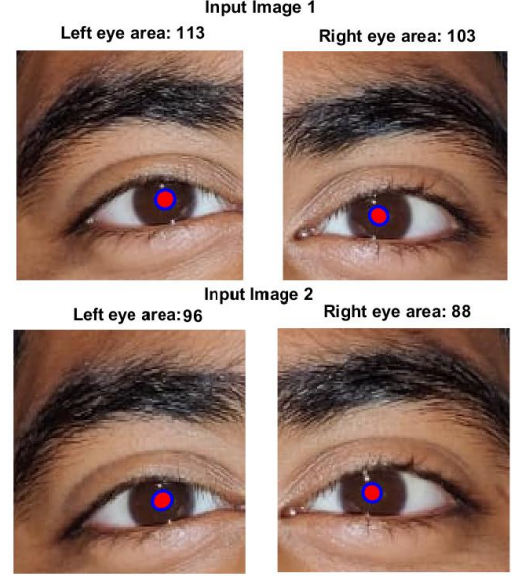 Input Image 1
Left eye area: 113
Right eye area: 103
Input Image 2
Left eye area:96
Right eye area: 88